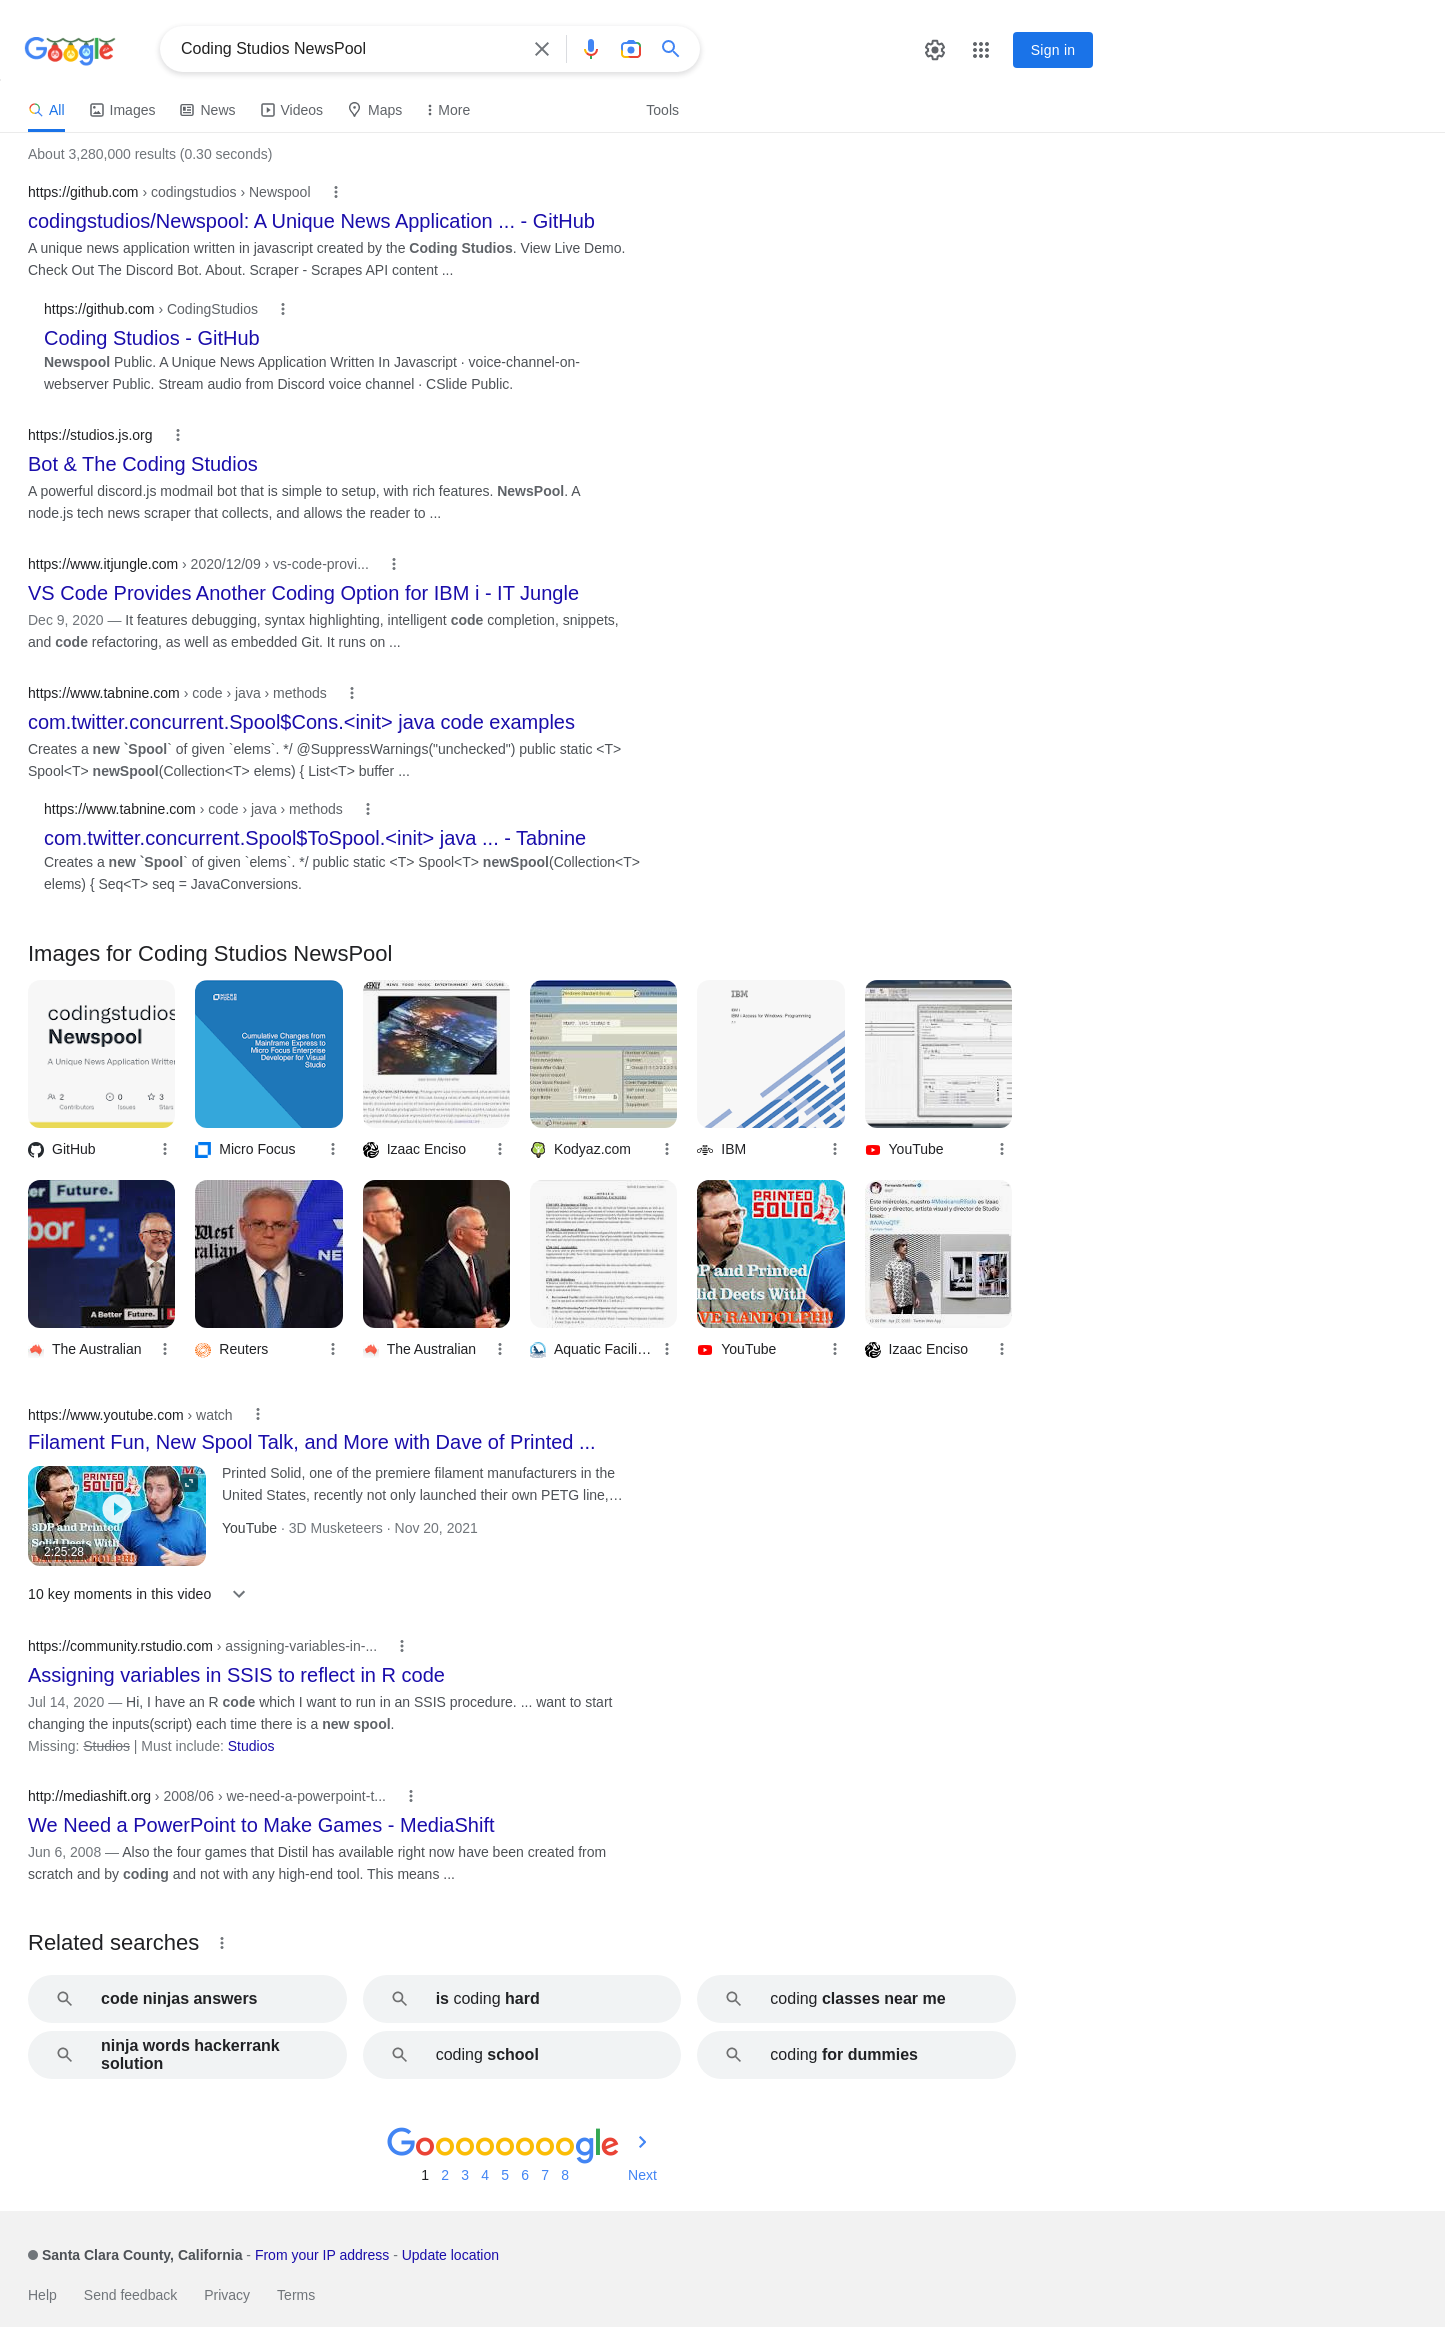 Google
Coding Studios NewsPool
Sign in
All
Images
News
Videos
Maps
More
Tools
About 3,280,000 results (0.30 seconds)
https://github.com › codingstudios › Newspool
codingstudios/Newspool: A Unique News Application ... - GitHub
A unique news application written in javascript created by the Coding Studios. View Live Demo.
Check Out The Discord Bot. About. Scraper - Scrapes API content ...
https://github.com › CodingStudios
Coding Studios - GitHub
Newspool Public. A Unique News Application Written In Javascript · voice-channel-on-
webserver Public. Stream audio from Discord voice channel · CSlide Public.
https://studios.js.org
Bot & The Coding Studios
A powerful discord.js modmail bot that is simple to setup, with rich features. NewsPool. A
node.js tech news scraper that collects, and allows the reader to ...
https://www.itjungle.com › 2020/12/09 › vs-code-provi...
VS Code Provides Another Coding Option for IBM i - IT Jungle
Dec 9, 2020 — It features debugging, syntax highlighting, intelligent code completion, snippets,
and code refactoring, as well as embedded Git. It runs on ...
https://www.tabnine.com › code › java › methods
com.twitter.concurrent.Spool$Cons.<init> java code examples
Creates a new `Spool` of given `elems`. */ @SuppressWarnings("unchecked") public static <T>
Spool<T> newSpool(Collection<T> elems) { List<T> buffer ...
https://www.tabnine.com › code › java › methods
com.twitter.concurrent.Spool$ToSpool.<init> java ... - Tabnine
Creates a new `Spool` of given `elems`. */ public static <T> Spool<T> newSpool(Collection<T>
elems) { Seq<T> seq = JavaConversions.
Images for Coding Studios NewsPool
codingstudios
Newspool
A Unique News Application Written
2
Contributors
0
Issues
3
Stars
Cumulative Changes from
Mainframe Express to
Micro Focus Enterprise
Developer for Visual
Studio
IBM
IBM i
IBM i Access for Windows: Programming
GitHub
Micro Focus
Izaac Enciso
Kodyaz.com
IBM
YouTube
er Future.
bor
A Better Future.
West
PRINTED
SOLID
DP and Printed
lid Deets With
VE RANDOLPH!!
Este miércoles, nuestro #MexicanoRifado es Izaac
Enciso y director, artista visual y director de Studio
Izaac.
The Australian
Reuters
The Australian
Aquatic Facili...
YouTube
Izaac Enciso
https://www.youtube.com › watch
Filament Fun, New Spool Talk, and More with Dave of Printed ...
PRINTED
SOLID
3DP and Printed
Solid Deets With
2:25:28
Printed Solid, one of the premiere filament manufacturers in the
United States, recently not only launched their own PETG line,...
YouTube · 3D Musketeers · Nov 20, 2021
10 key moments in this video
https://community.rstudio.com › assigning-variables-in-...
Assigning variables in SSIS to reflect in R code
Jul 14, 2020 — Hi, I have an R code which I want to run in an SSIS procedure. ... want to start
changing the inputs(script) each time there is a new spool.
Missing: Studios | Must include: Studios
http://mediashift.org › 2008/06 › we-need-a-powerpoint-t...
We Need a PowerPoint to Make Games - MediaShift
Jun 6, 2008 — Also the four games that Distil has available right now have been created from
scratch and by coding and not with any high-end tool. This means ...
Related searches
code ninjas answers
is coding hard
coding classes near me
ninja words hackerrank
solution
coding school
coding for dummies
Goooooooogle
1 2 3 4 5 6 7 8 Next
Santa Clara County, California - From your IP address - Update location
Help
Send feedback
Privacy
Terms